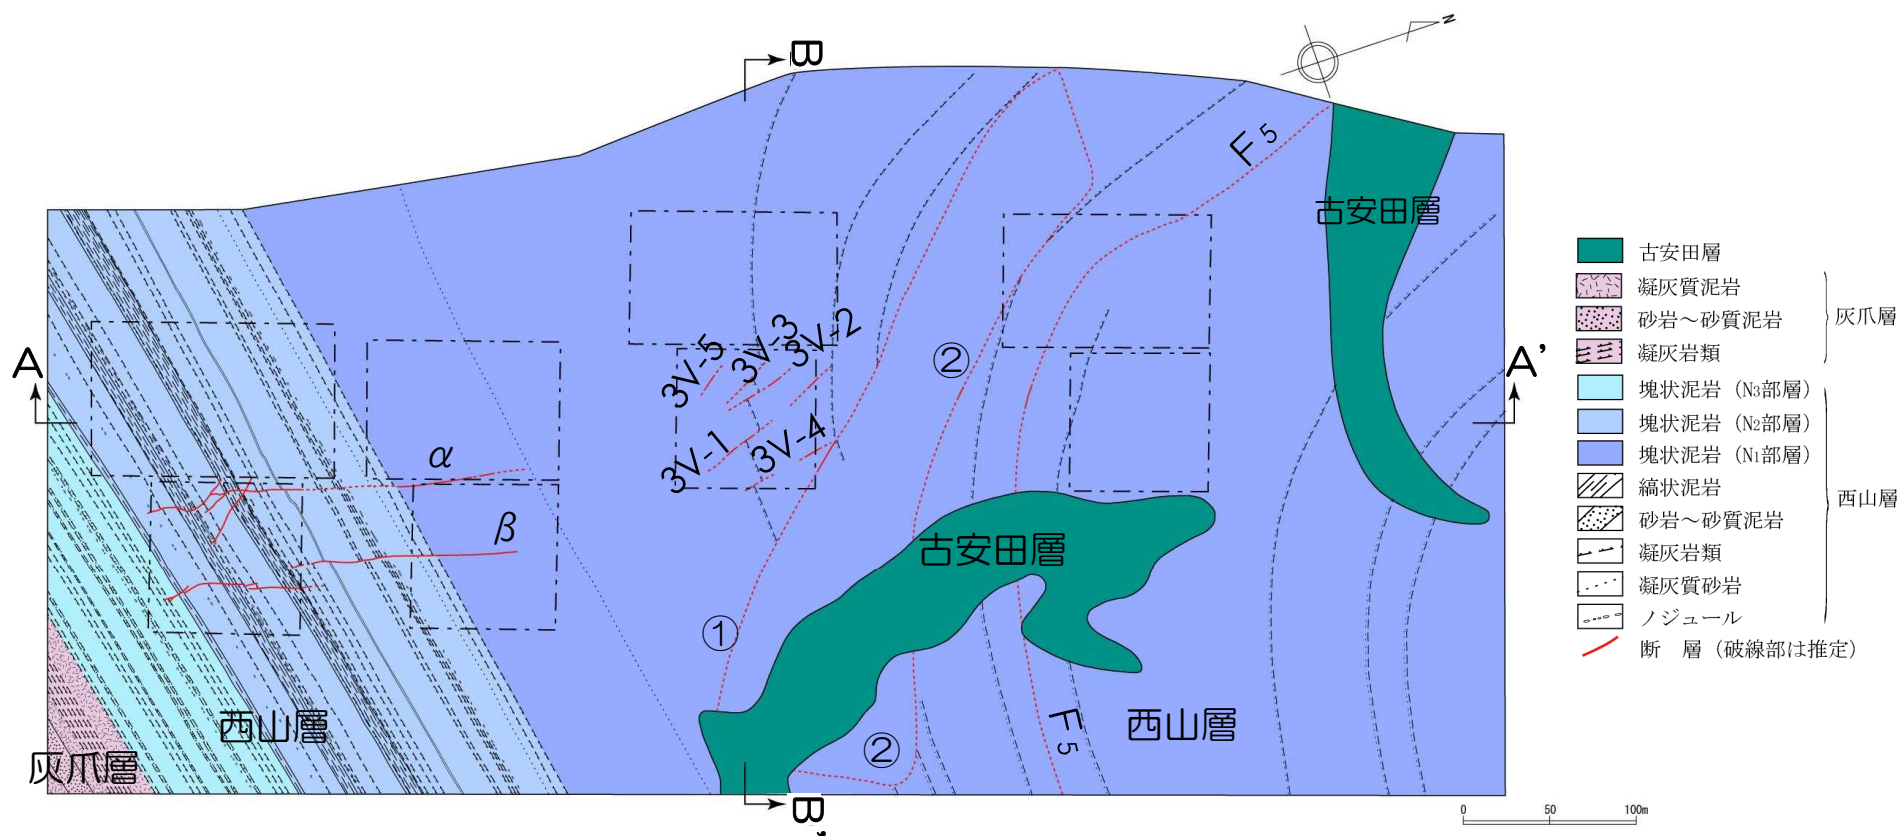 B
N
F5
古安田層
古安田層
凝灰質泥岩
灰爪層
砂岩～砂質泥岩
凝灰岩類
3V-5
3V-3
3V-2
②
A
A'
塊状泥岩（N3部層）
塊状泥岩（N2部層）
塊状泥岩（N1部層）
縞状泥岩
西山層
砂岩～砂質泥岩
凝灰岩類
凝灰質砂岩
ノジュール
断　層（破線部は推定）
α
3V-1
3V-4
β
古安田層
①
西山層
F5
西山層
②
灰爪層
B'
0
50
100m